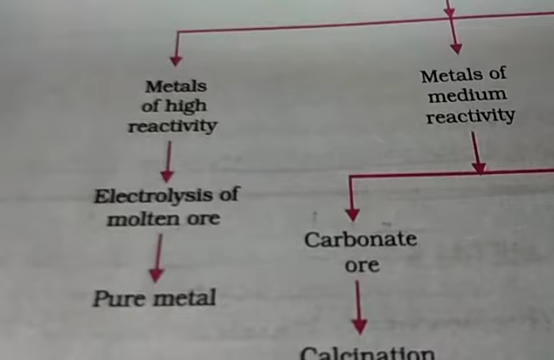 Metals
of high
reactivity
Electrolysis of
molten ore
Pure metal
Metals of
medium
reactivity
Carbonate
ore
Calcination